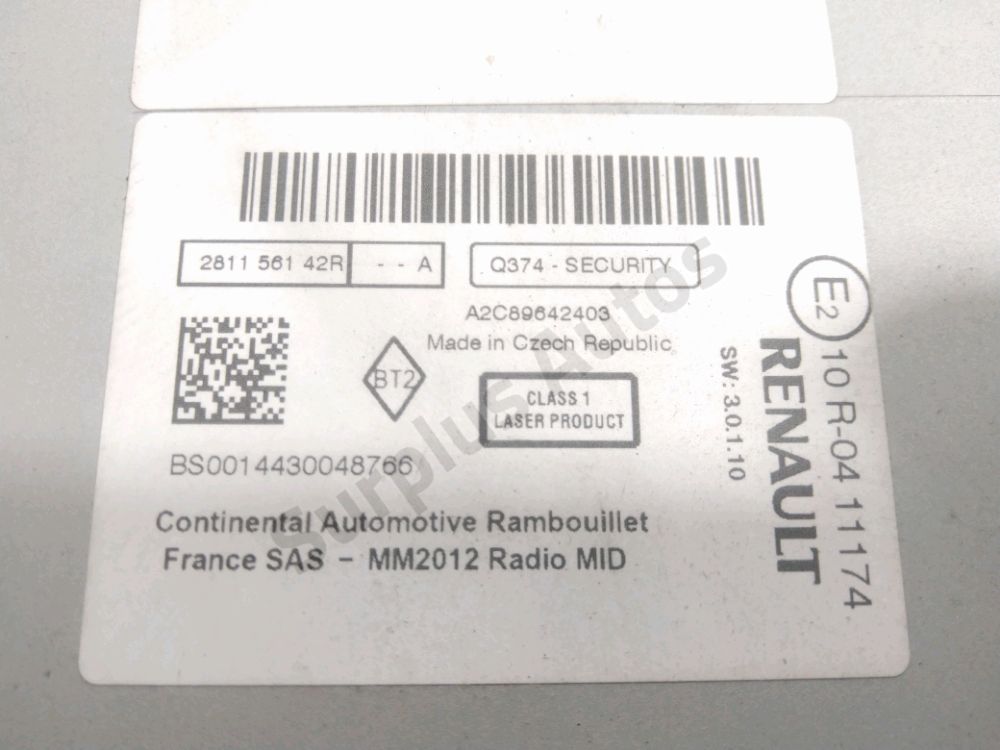 2811 561 42R - - A
Q374 - SECURITY
A2C89642403
Made in Czech Republic
BT2
CLASS 1
LASER PRODUCT
BS0014430048766
Continental Automotive Rambouillet
France SAS – MM2012 Radio MID
SW: 3.0.1.10
RENAULT
E2
10 R-04 11174
Surplus Autos